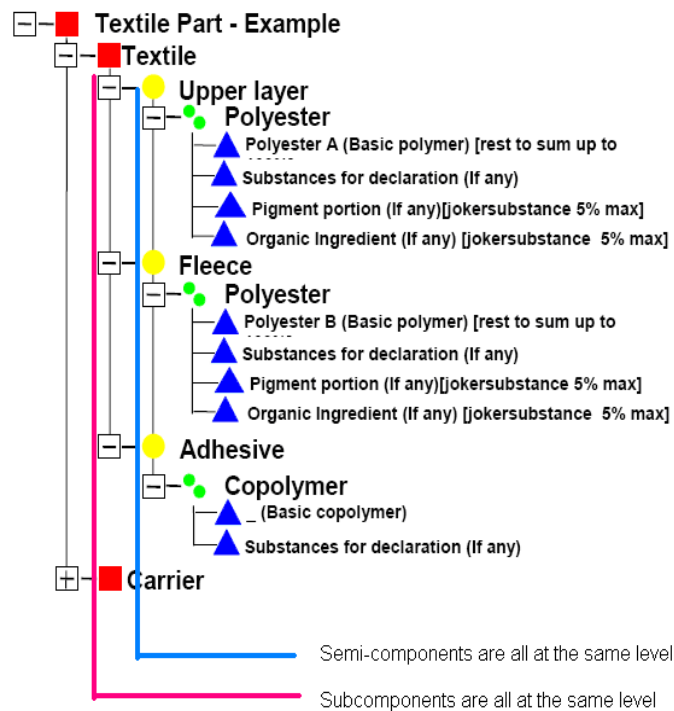 Textile Part - Example
Textile
Upper layer
Polyester
Polyester A (Basic polymer) [rest to sum up to
Substances for declaration (If any)
Pigment portion (If any)[jokersubstance 5% max]
Organic Ingredient (If any) [jokersubstance 5% max]
Fleece
Polyester
Polyester B (Basic polymer) [rest to sum up to
Substances for declaration (If any)
Pigment portion (If any)[jokersubstance 5% max]
Organic Ingredient (If any) [jokersubstance 5% max]
Adhesive
Copolymer
_ (Basic copolymer)
Substances for declaration (If any)
Carrier
Semi-components are all at the same level
Subcomponents are all at the same level